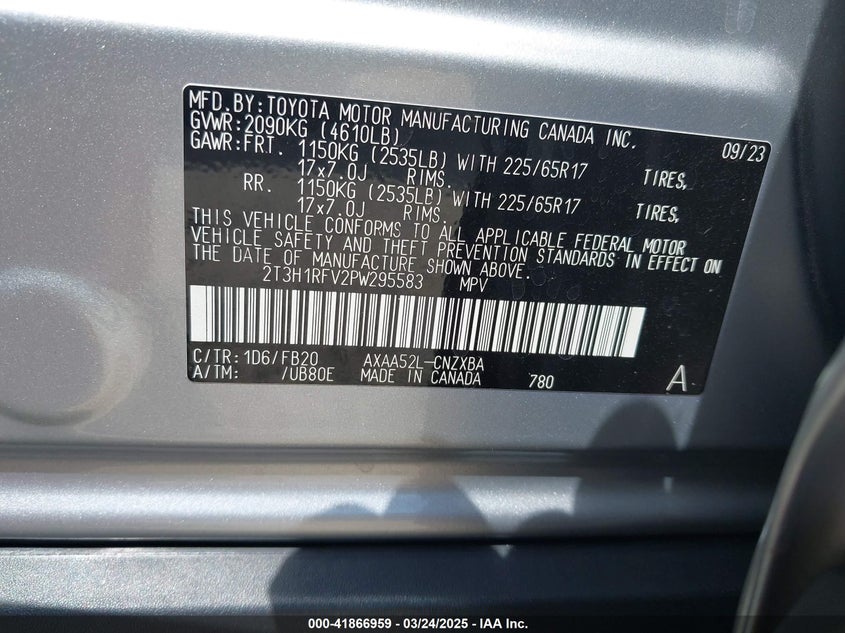 MFD.BY:TOYOTA MOTOR MANUFACTURING CANADA INC.
GVWR:2090KG (4610LB) 09/23
GAWR:FRT. 1150KG (2535LB) WITH 225/65R17 TIRES,
17x7.0J RIMS.
RR. 1150KG (2535LB) WITH 225/65R17 TIRES,
17x7.0J RIMS.
THIS VEHICLE CONFORMS TO ALL APPLICABLE FEDERAL MOTOR
VEHICLE SAFETY AND THEFT PREVENTION STANDARDS IN EFFECT ON
THE DATE OF MANUFACTURE SHOWN ABOVE.
2T3H1RFV2PW295583 MPV
C/TR:1D6/FB20 AXAA52L-CNZXBA
A/TM: /UB80E MADE IN CANADA 780 A
000-41866959 - 03/24/2025 - IAA Inc.